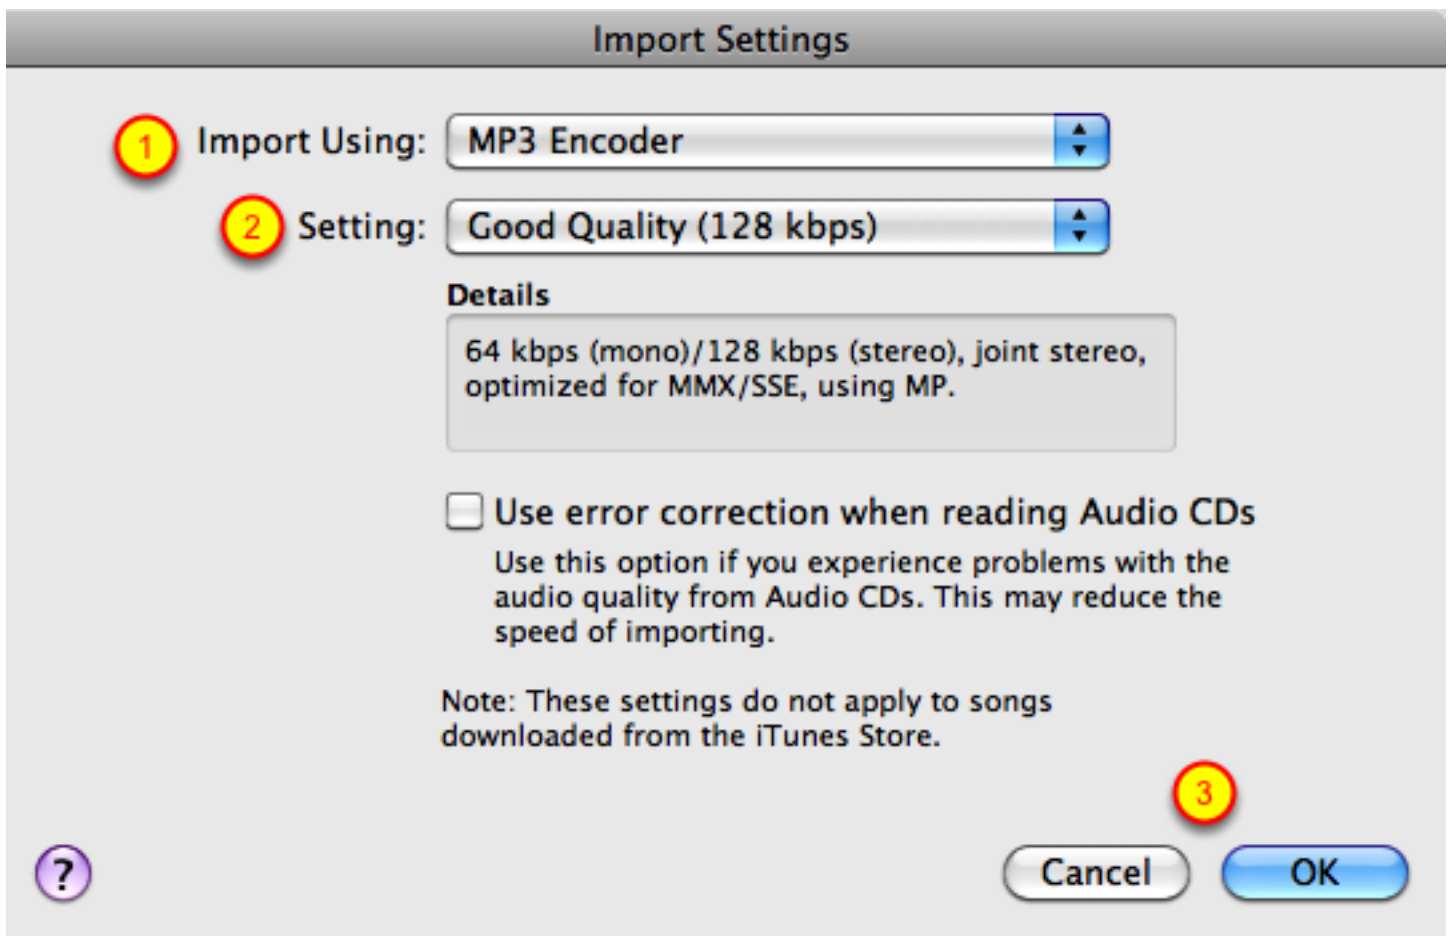 Import Settings
1 Import Using: MP3 Encoder
2 Setting: Good Quality (128 kbps)
Details
64 kbps (mono)/128 kbps (stereo), joint stereo,
optimized for MMX/SSE, using MP.
Use error correction when reading Audio CDs
Use this option if you experience problems with the
audio quality from Audio CDs. This may reduce the
speed of importing.
Note: These settings do not apply to songs
downloaded from the iTunes Store.
3
? Cancel OK